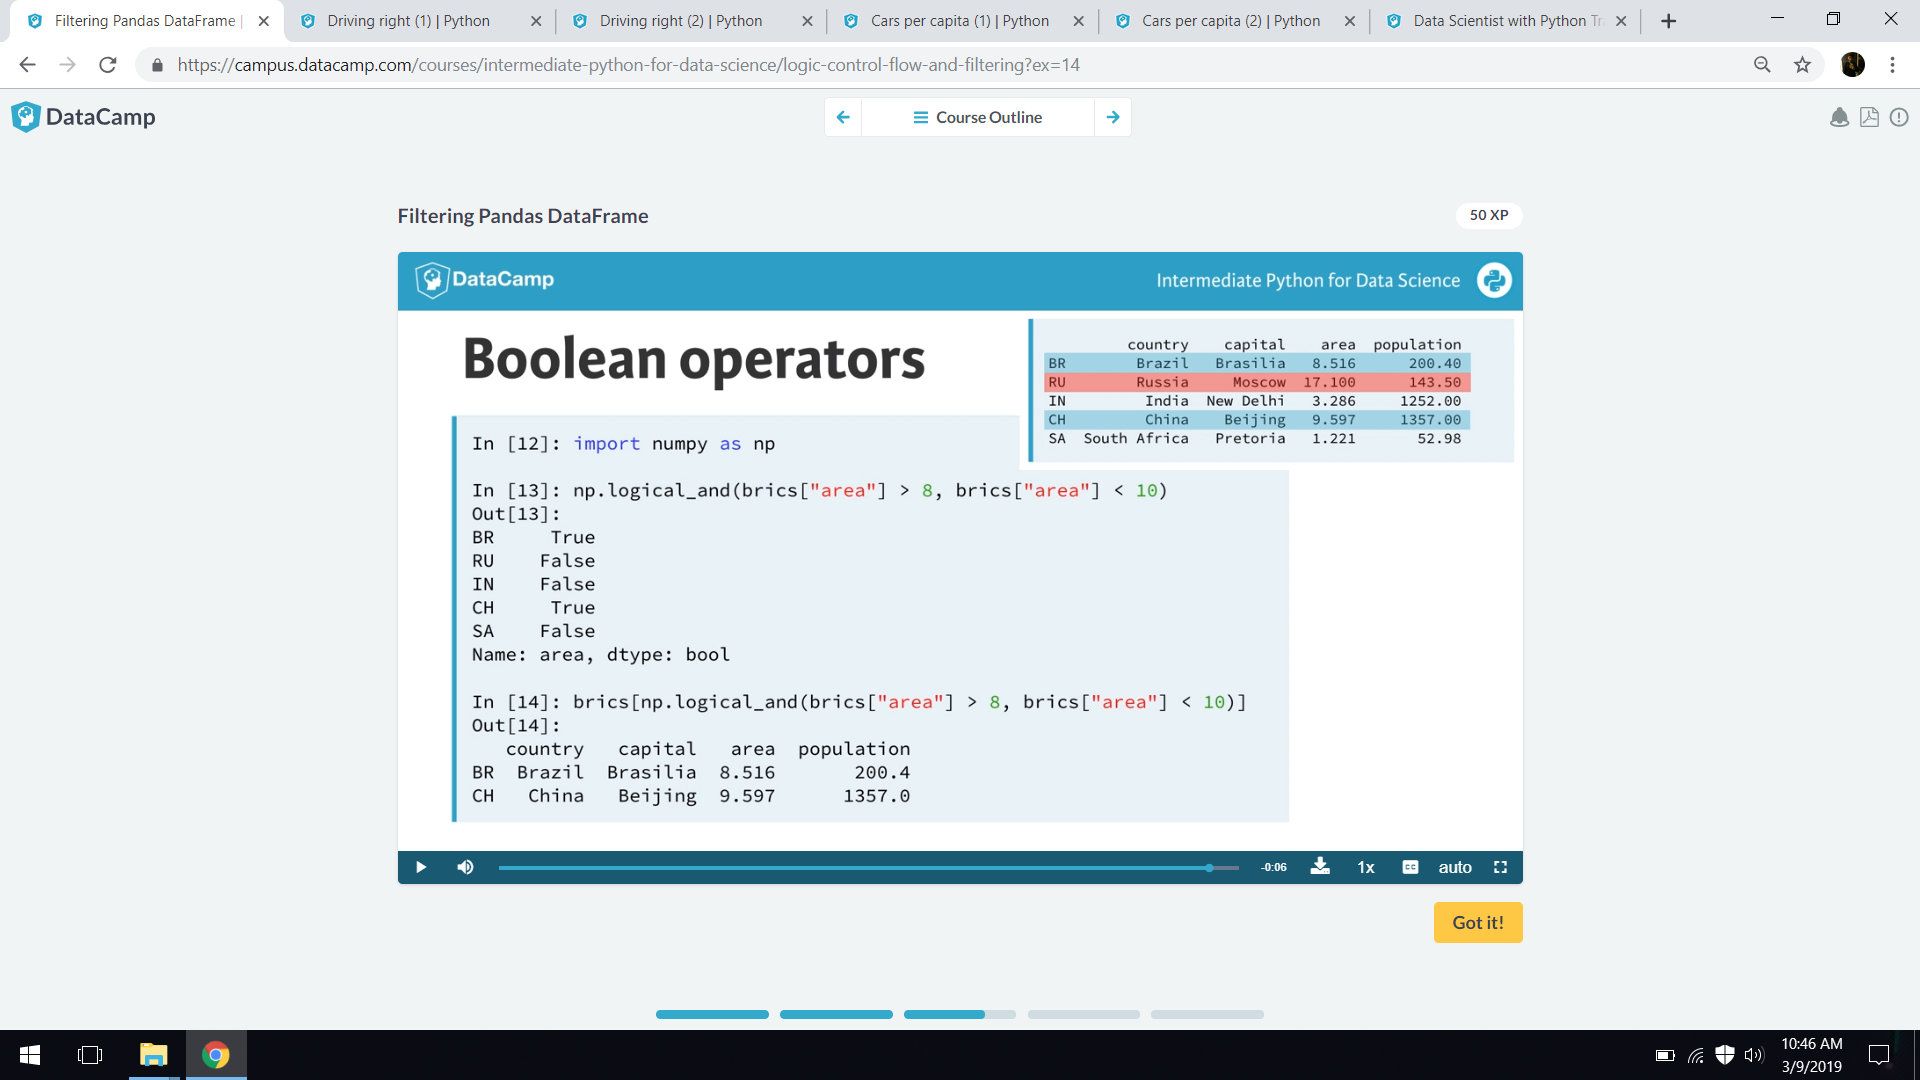 Filtering Pandas DataFrame |
Driving right (1) | Python
Driving right (2) | Python
Cars per capita (1) | Python
Cars per capita (2) | Python
Data Scientist with Python Tr
https://campus.datacamp.com/courses/intermediate-python-for-data-science/logic-control-flow-and-filtering?ex=14
DataCamp
Course Outline
Filtering Pandas DataFrame
50 XP
DataCamp
Intermediate Python for Data Science
Boolean operators
country capital area population
BR Brazil Brasilia 8.516 200.40
RU Russia Moscow 17.100 143.50
IN India New Delhi 3.286 1252.00
CH China Beijing 9.597 1357.00
SA South Africa Pretoria 1.221 52.98
In [12]: import numpy as np
In [13]: np.logical_and(brics["area"] > 8, brics["area"] < 10)
Out[13]:
BR True
RU False
IN False
CH True
SA False
Name: area, dtype: bool
In [14]: brics[np.logical_and(brics["area"] > 8, brics["area"] < 10)]
Out[14]:
country capital area population
BR Brazil Brasilia 8.516 200.4
CH China Beijing 9.597 1357.0
-0:06
1x
CC
auto
Got it!
10:46 AM
3/9/2019